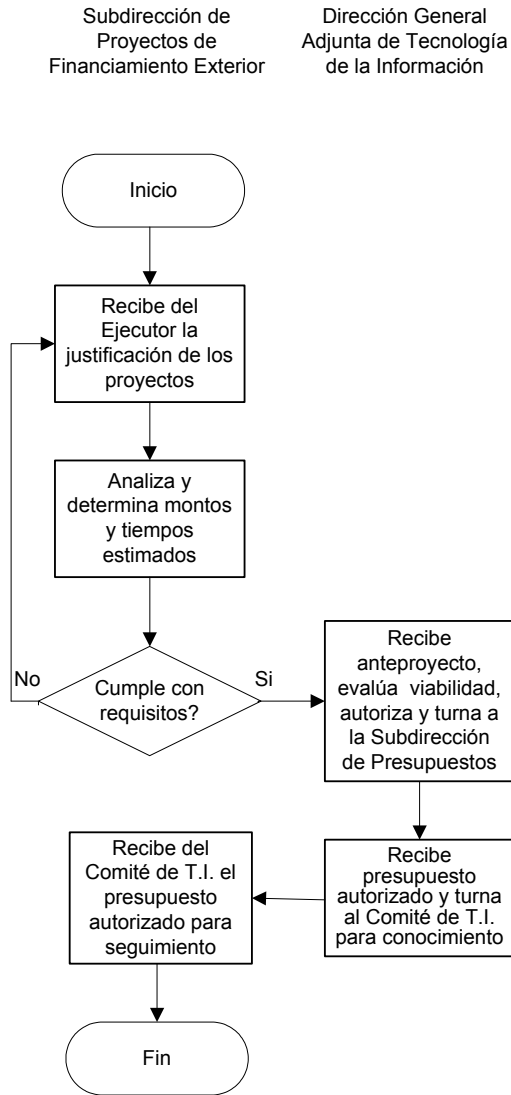 Subdirección de
Proyectos de
Financiamiento Exterior
Dirección General
Adjunta de Tecnología
de la Información
Inicio
Recibe del
Ejecutor la
justificación de los
proyectos
Analiza y
determina montos
y tiempos
estimados
No
Cumple con
requisitos?
Si
Recibe
anteproyecto,
evalúa viabilidad,
autoriza y turna a
la Subdirección
de Presupuestos
Recibe
presupuesto
autorizado y turna
al Comité de T.I.
para conocimiento
Recibe del
Comité de T.I. el
presupuesto
autorizado para
seguimiento
Fin